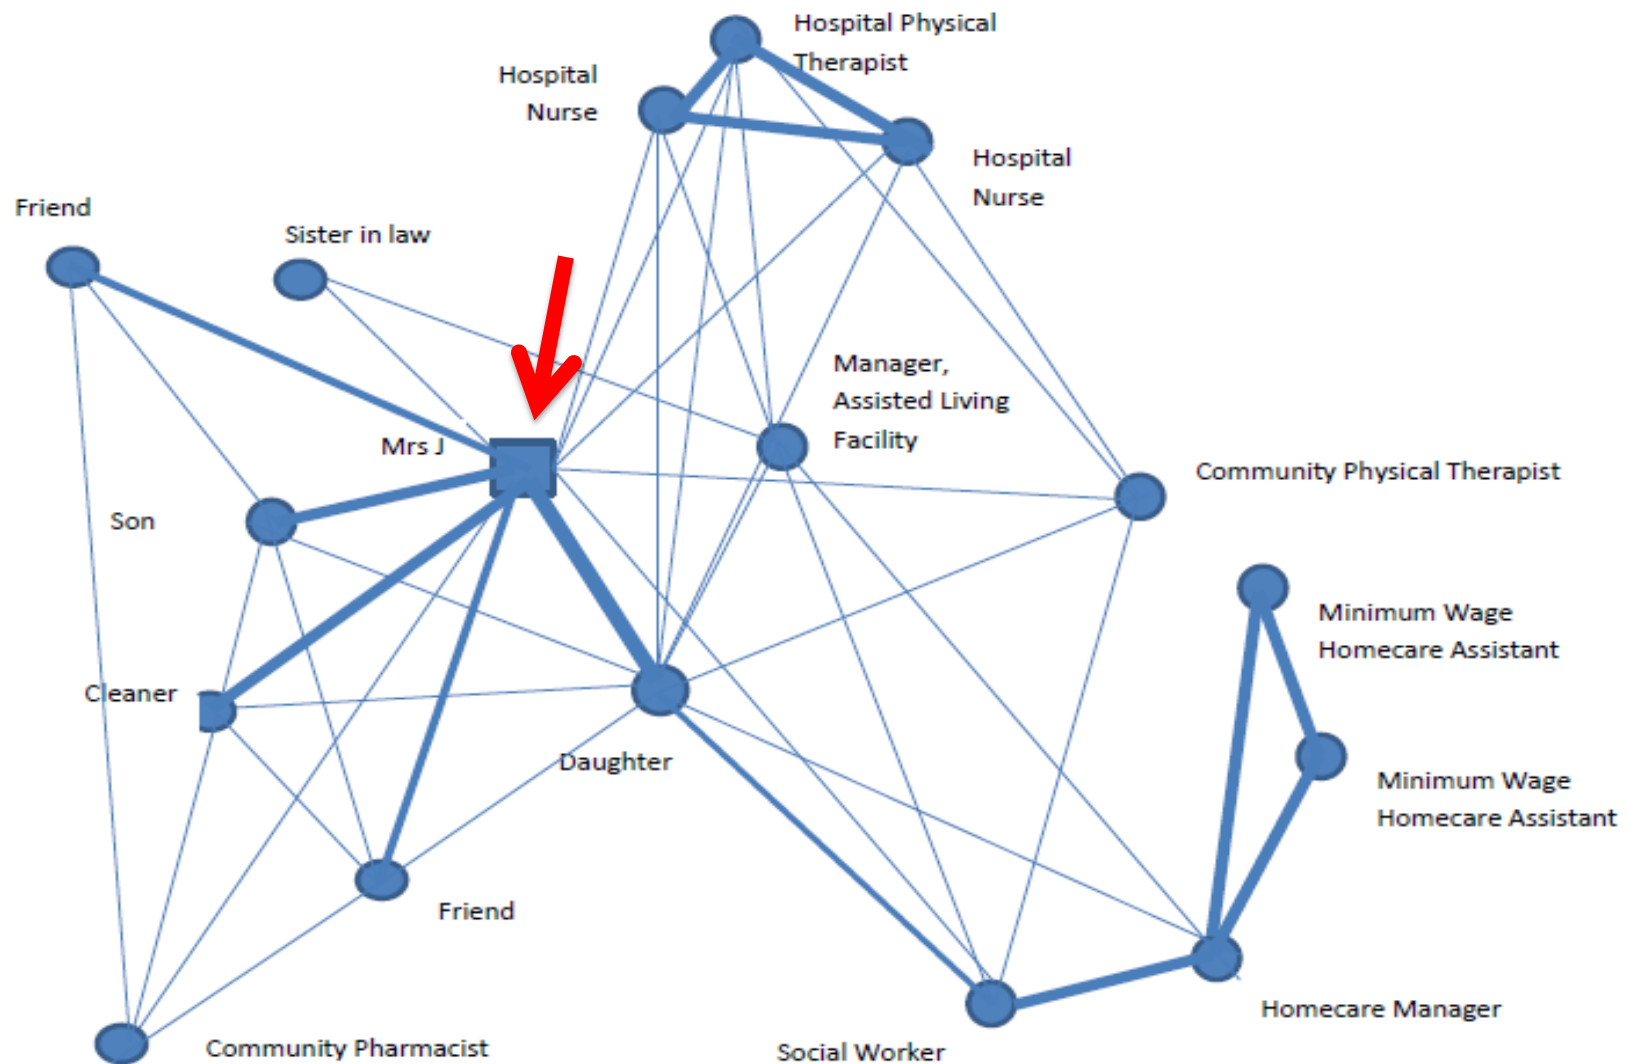 Hospital Physical
Therapist
Hospital
Nurse
Hospital
Nurse
Friend
Sister in law
Manager,
Assisted Living
Facility
Mrs J
Community Physical Therapist
Son
Minimum Wage
Homecare Assistant
Cleaner
Daughter
Minimum Wage
Homecare Assistant
Friend
Homecare Manager
Community Pharmacist
Social Worker